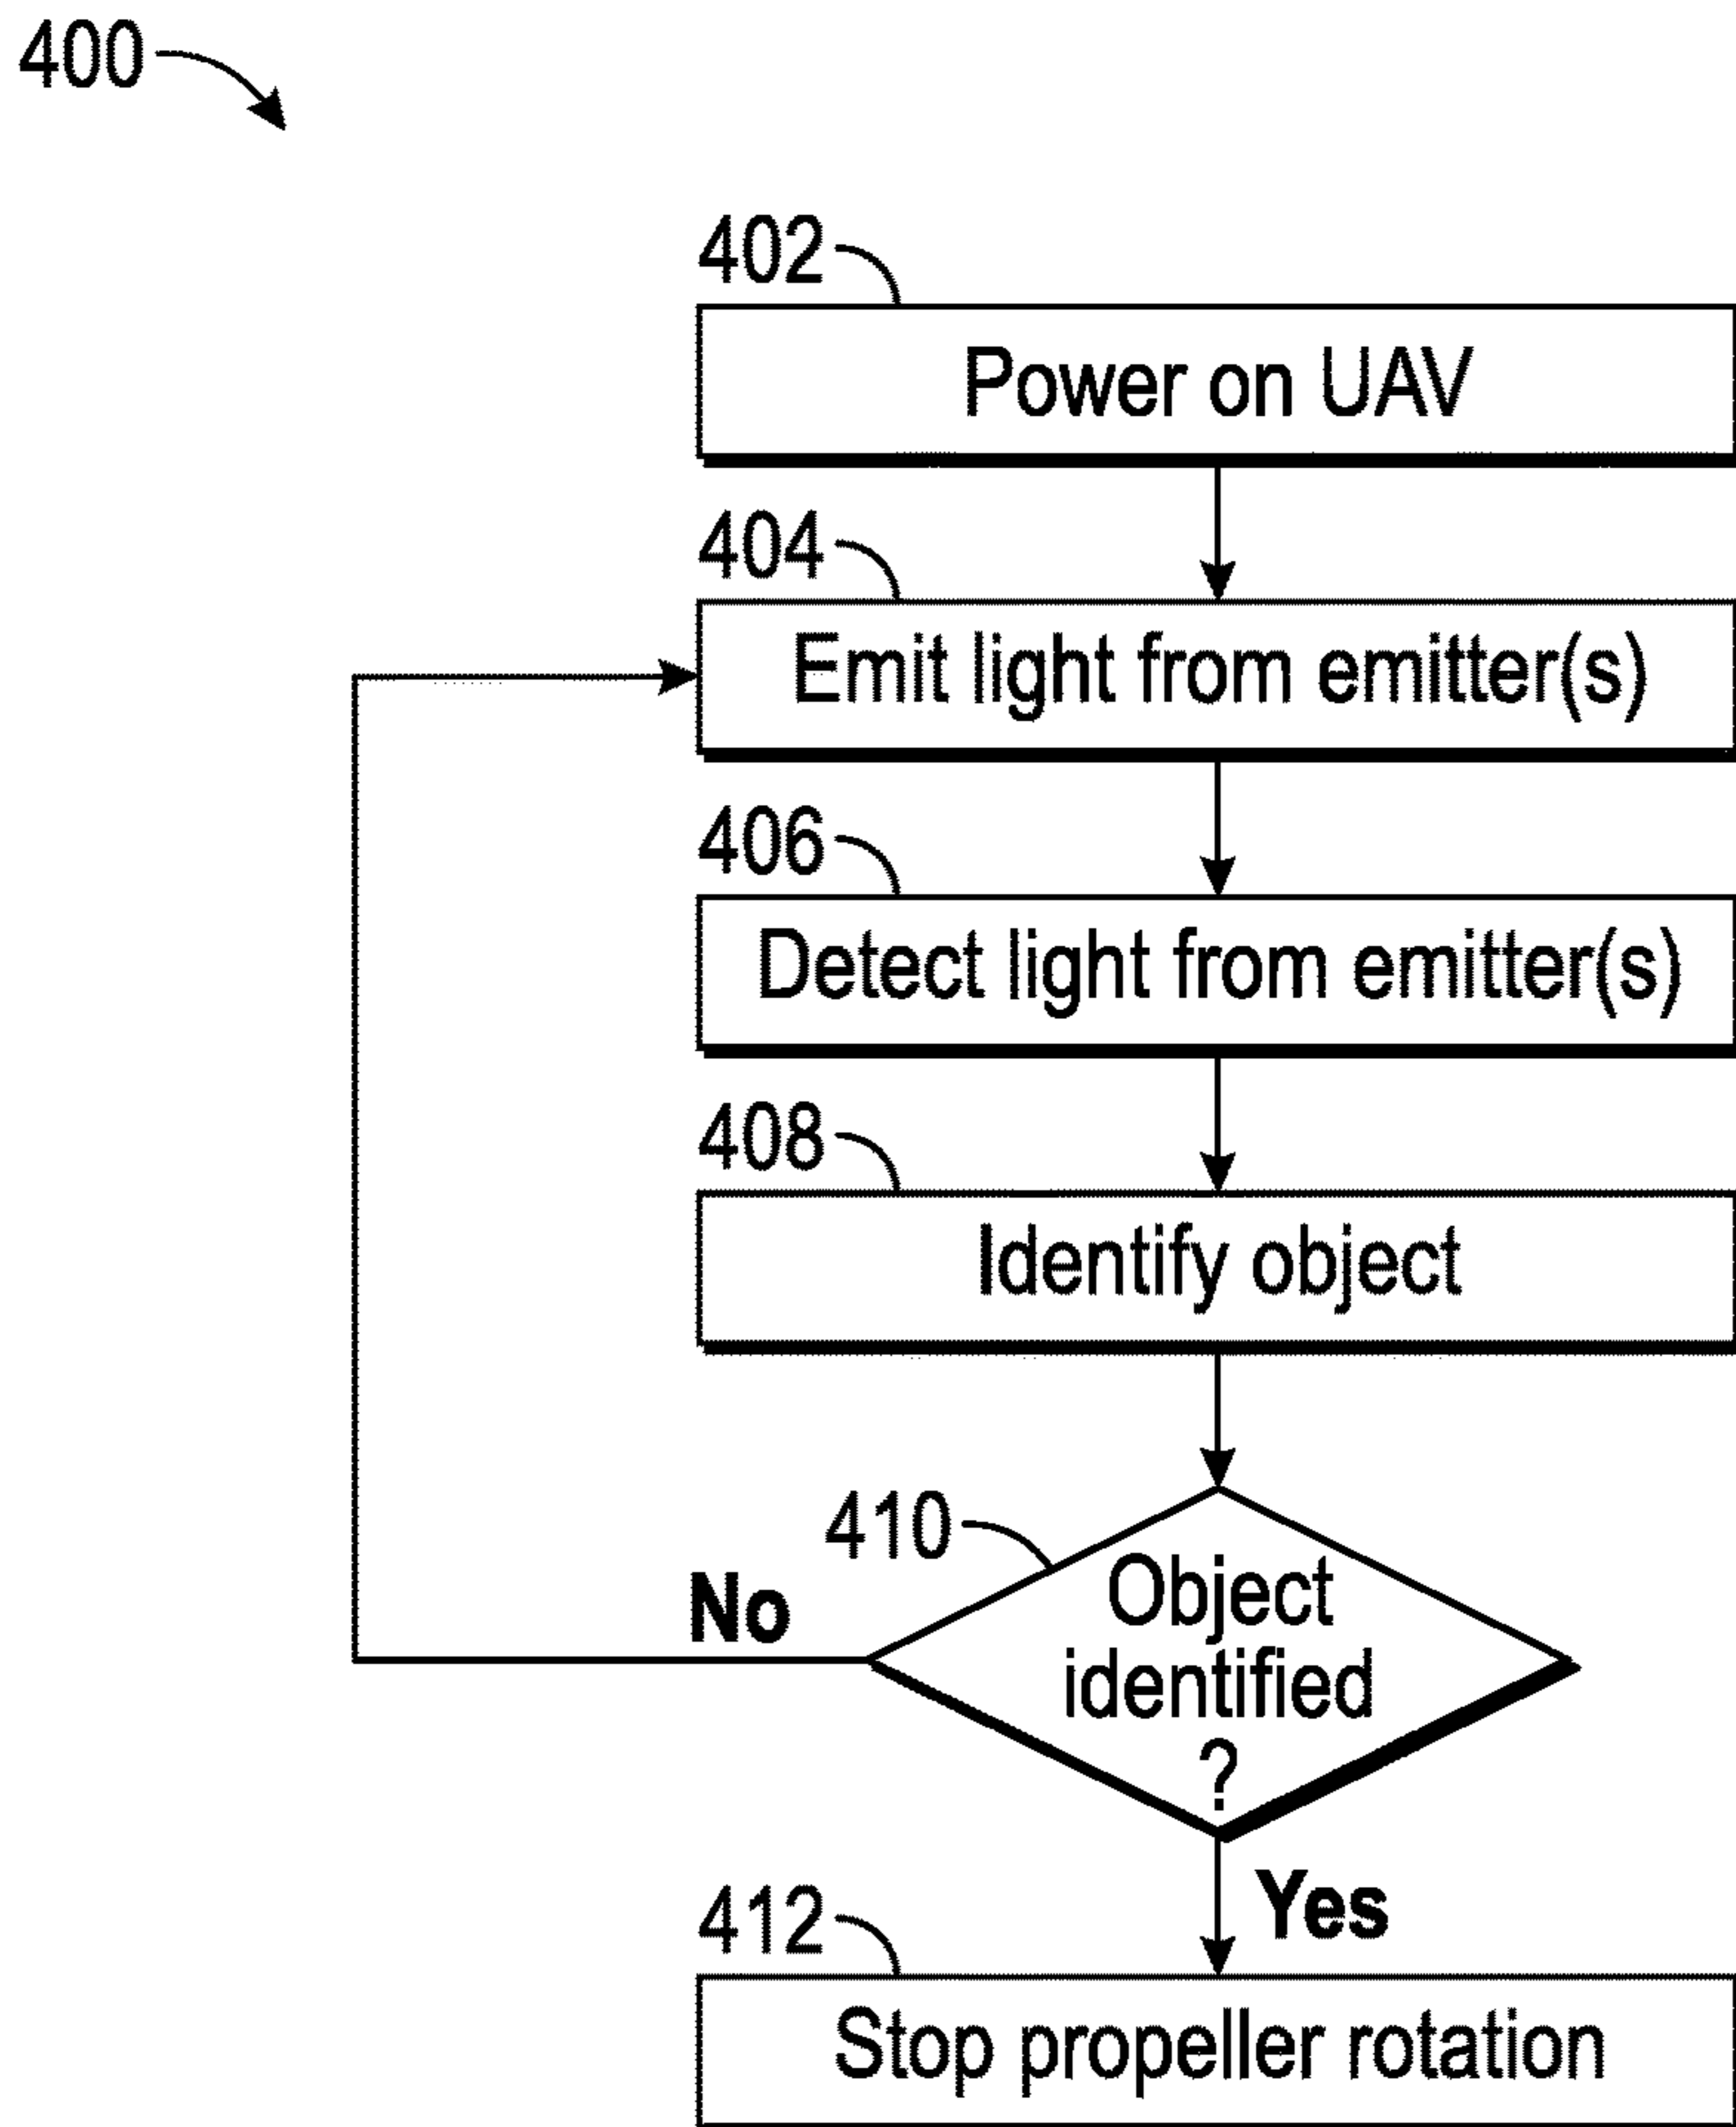 400
402
Power on UAV
404
Emit light from emitter(s)
406
Detect light from emitter(s)
408
Identify object
410
No
Object
identified
?
Yes
412
Stop propeller rotation